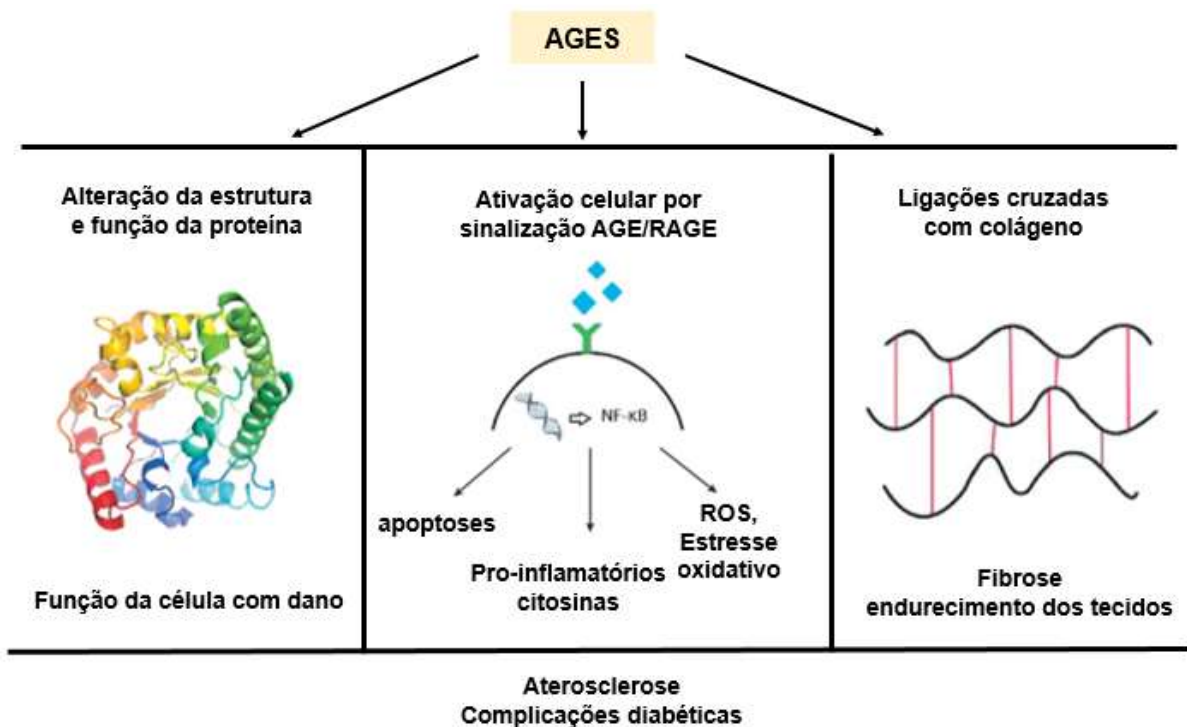 AGES
Alteração da estrutura
e função da proteína
Função da célula com dano
Ativação celular por
sinalização AGE/RAGE
NF-κB
apoptoses
Pro-inflamatórios
citosinas
ROS,
Estresse
oxidativo
Ligações cruzadas
com colágeno
Fibrose
endurecimento dos tecidos
Aterosclerose
Complicações diabéticas